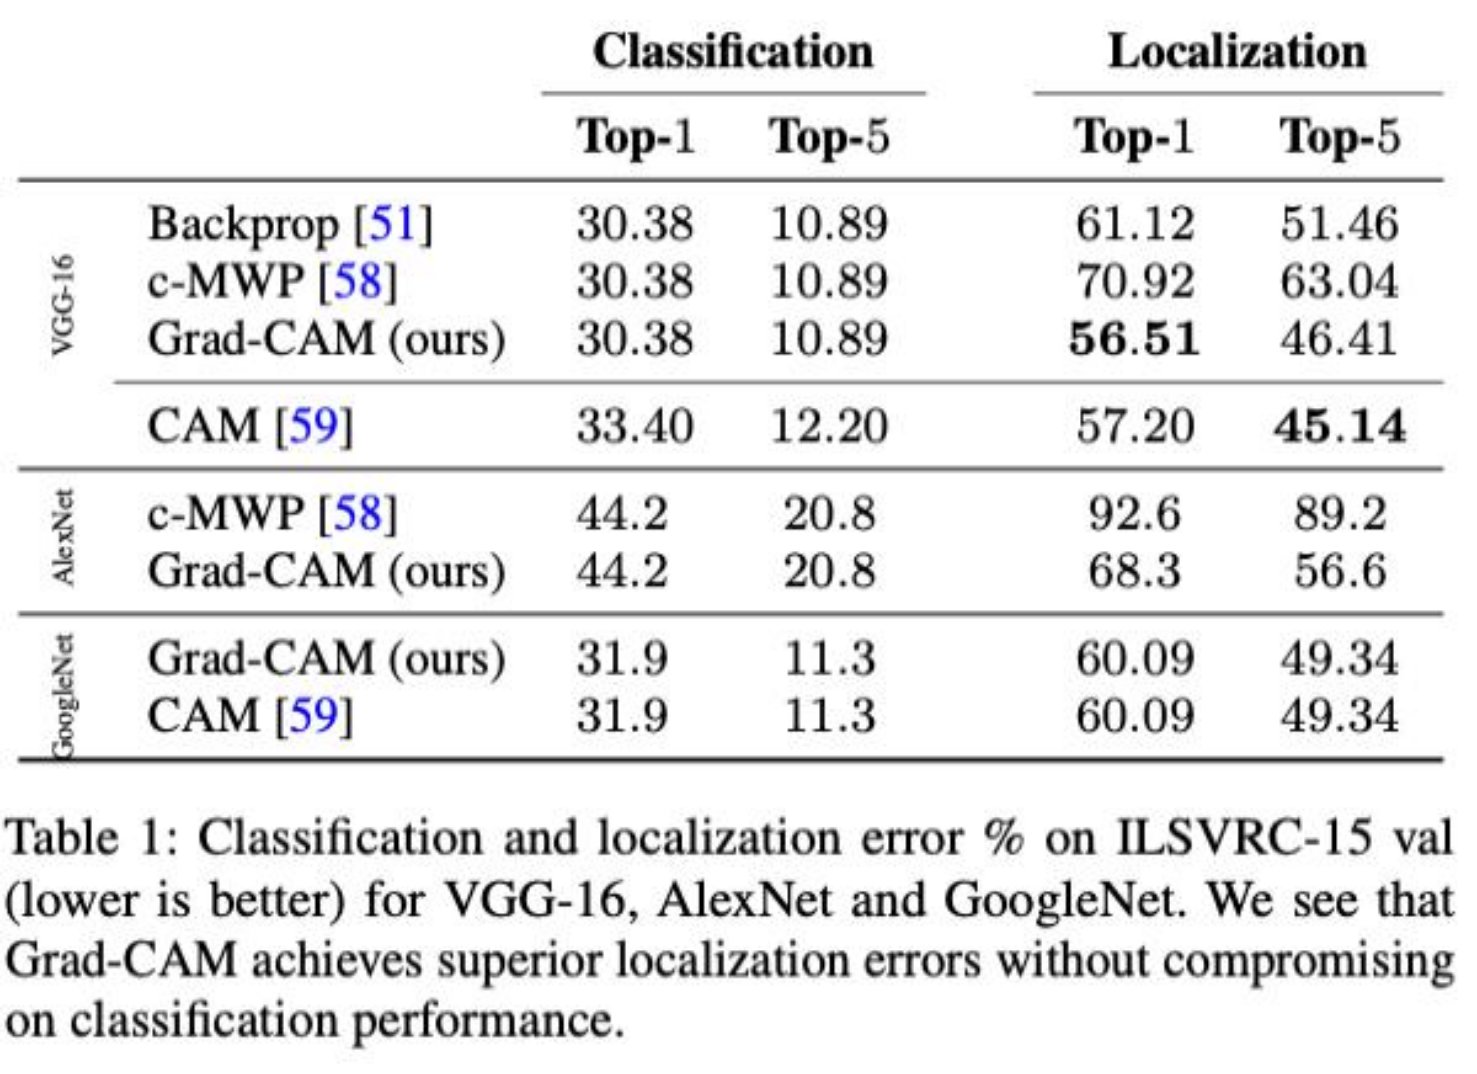 Classification Localization
Top-1 Top-5 Top-1 Top-5
VGG-16
Backprop [51] 30.38 10.89 61.12 51.46
c-MWP [58] 30.38 10.89 70.92 63.04
Grad-CAM (ours) 30.38 10.89 56.51 46.41
CAM [59] 33.40 12.20 57.20 45.14
AlexNet
c-MWP [58] 44.2 20.8 92.6 89.2
Grad-CAM (ours) 44.2 20.8 68.3 56.6
GoogleNet
Grad-CAM (ours) 31.9 11.3 60.09 49.34
CAM [59] 31.9 11.3 60.09 49.34
Table 1: Classification and localization error % on ILSVRC-15 val
(lower is better) for VGG-16, AlexNet and GoogleNet. We see that
Grad-CAM achieves superior localization errors without compromising
on classification performance.